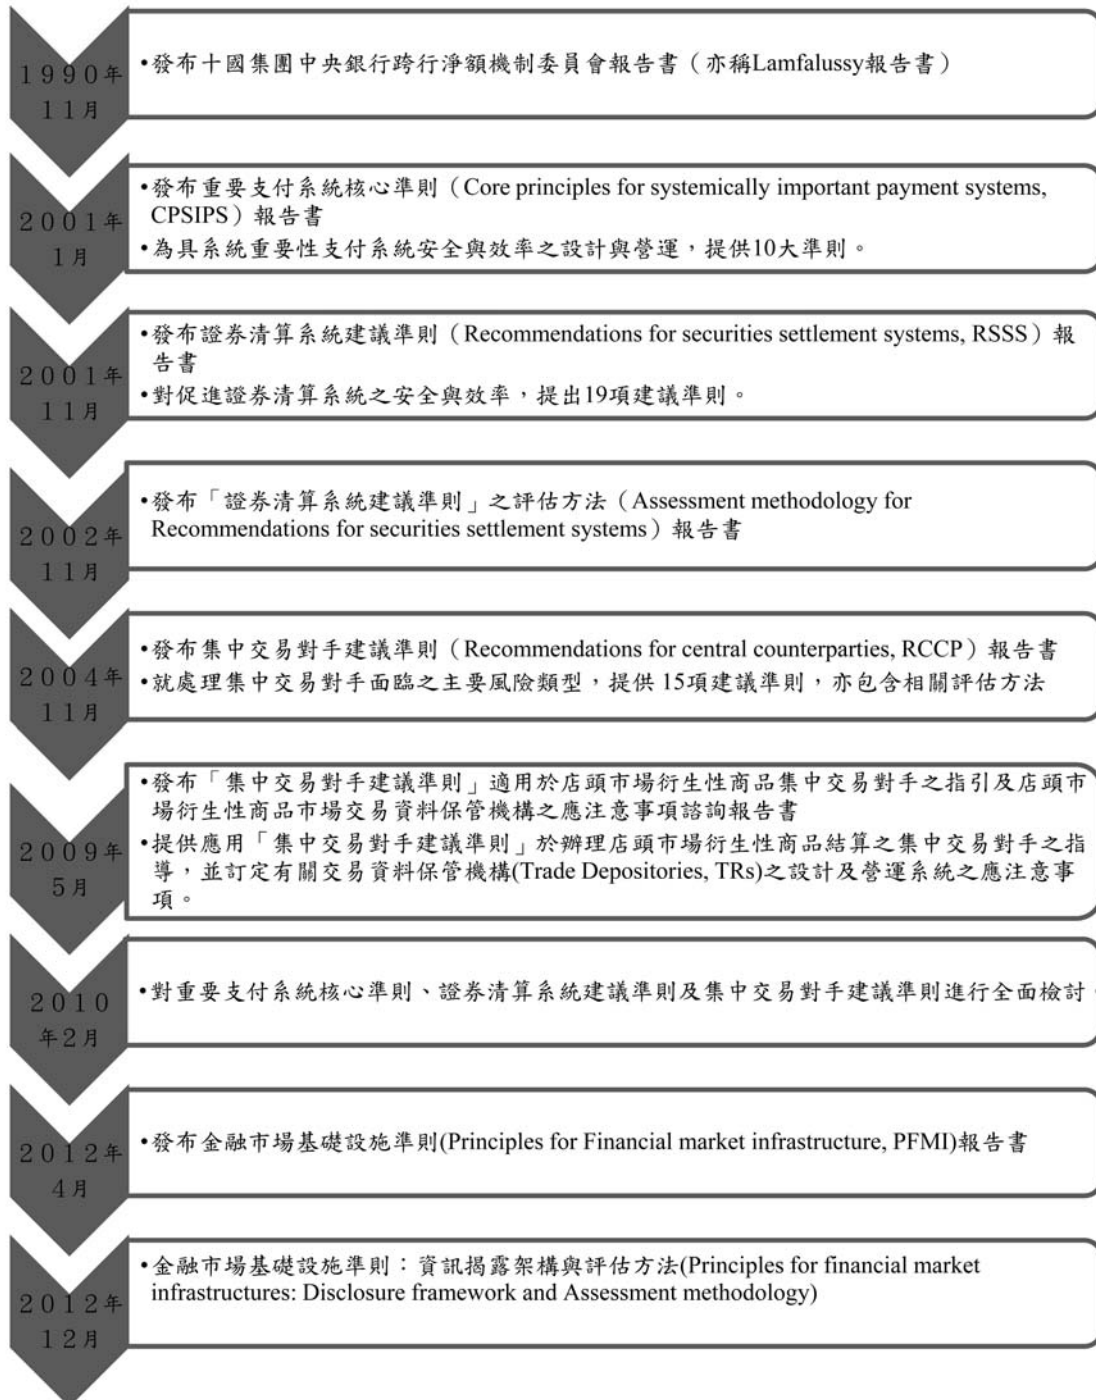 1990年
11月
•發布十國集團中央銀行跨行淨額機制委員會報告書（亦稱Lamfalussy報告書）
2001年
1月
•發布重要支付系統核心準則（Core principles for systemically important payment systems,
CPSIPS）報告書
•為具系統重要性支付系統安全與效率之設計與營運，提供10大準則。
2001年
11月
•發布證券清算系統建議準則（Recommendations for securities settlement systems, RSSS）報
告書
•對促進證券清算系統之安全與效率，提出19項建議準則。
2002年
11月
•發布「證券清算系統建議準則」之評估方法（Assessment methodology for
Recommendations for securities settlement systems）報告書
2004年
11月
•發布集中交易對手建議準則（Recommendations for central counterparties, RCCP）報告書
•就處理集中交易對手面臨之主要風險類型，提供 15項建議準則，亦包含相關評估方法
2009年
5月
•發布「集中交易對手建議準則」適用於店頭市場衍生性商品集中交易對手之指引及店頭市
場衍生性商品市場交易資料保管機構之應注意事項諮詢報告書
•提供應用「集中交易對手建議準則」於辦理店頭市場衍生性商品結算之集中交易對手之指
導，並訂定有關交易資料保管機構(Trade Depositories, TRs)之設計及營運系統之應注意事
項。
2010
年2月
•對重要支付系統核心準則、證券清算系統建議準則及集中交易對手建議準則進行全面檢討。
2012年
4月
•發布金融市場基礎設施準則(Principles for Financial market infrastructure, PFMI)報告書
2012年
12月
•金融市場基礎設施準則：資訊揭露架構與評估方法(Principles for financial market
infrastructures: Disclosure framework and Assessment methodology)